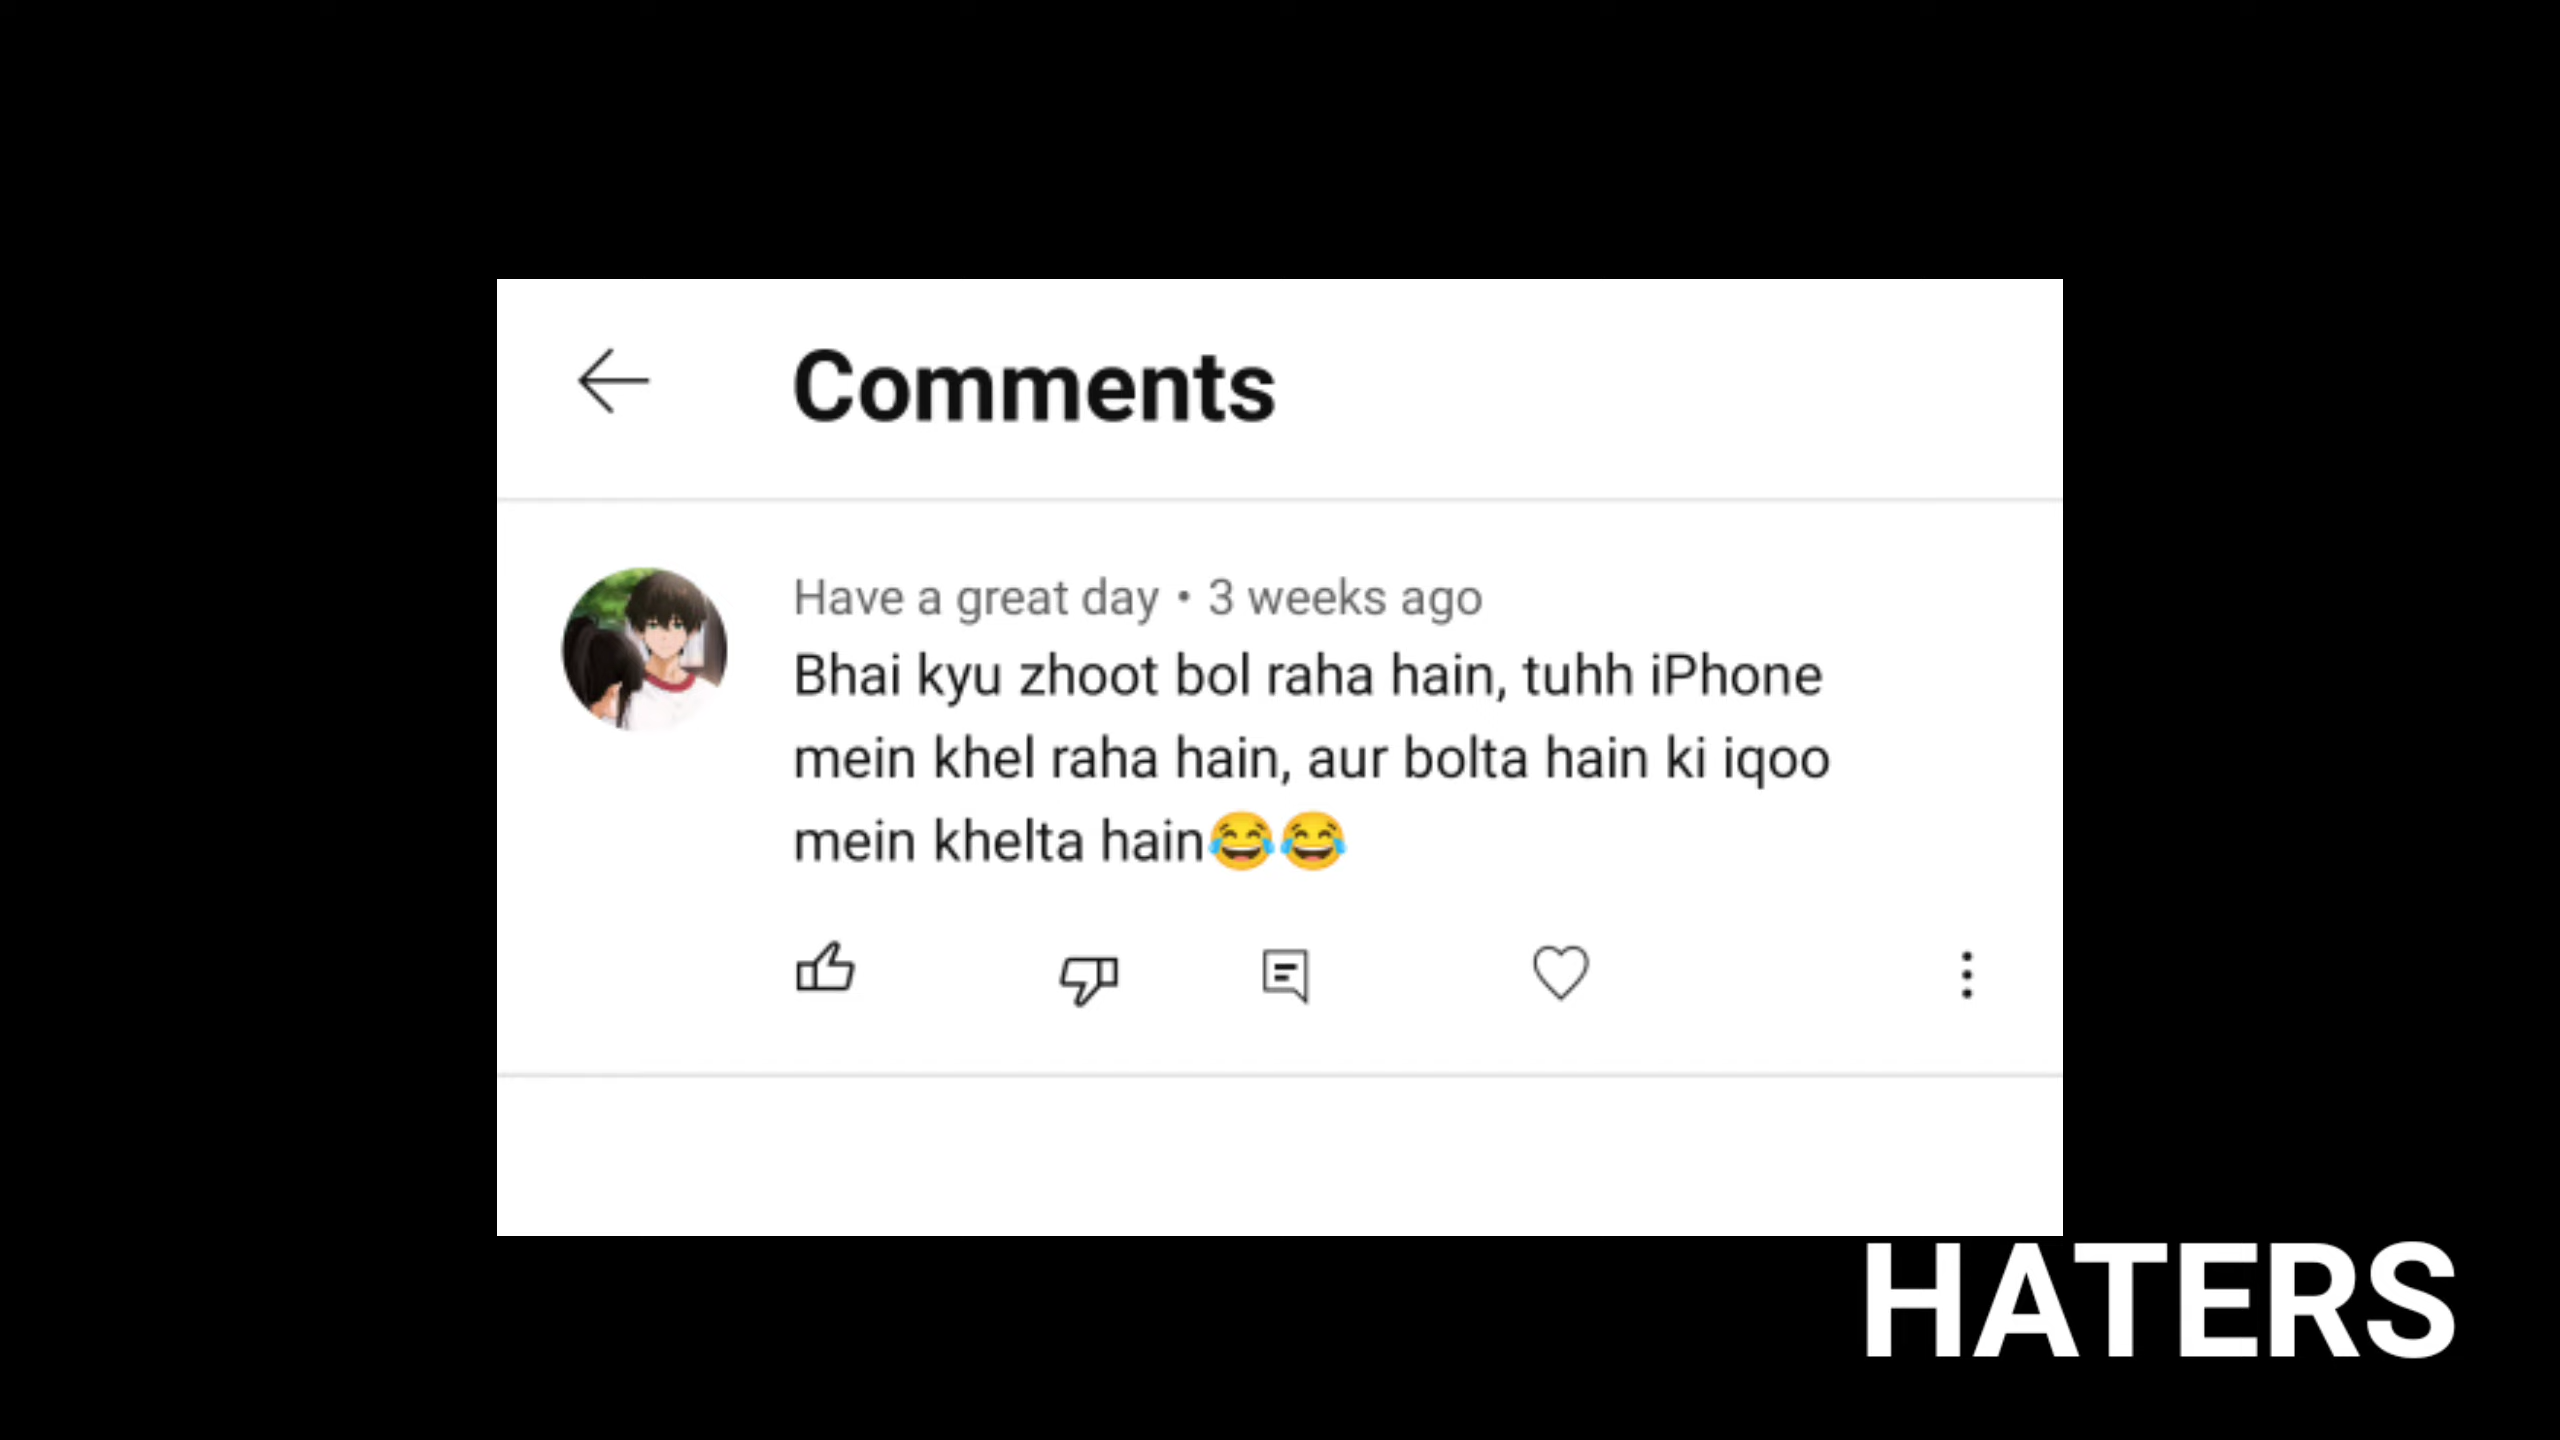 Comments
Have a great day • 3 weeks ago
Bhai kyu zhoot bol raha hain, tuhh iPhone
mein khel raha hain, aur bolta hain ki iqoo
mein khelta hain😂😂
HATERS